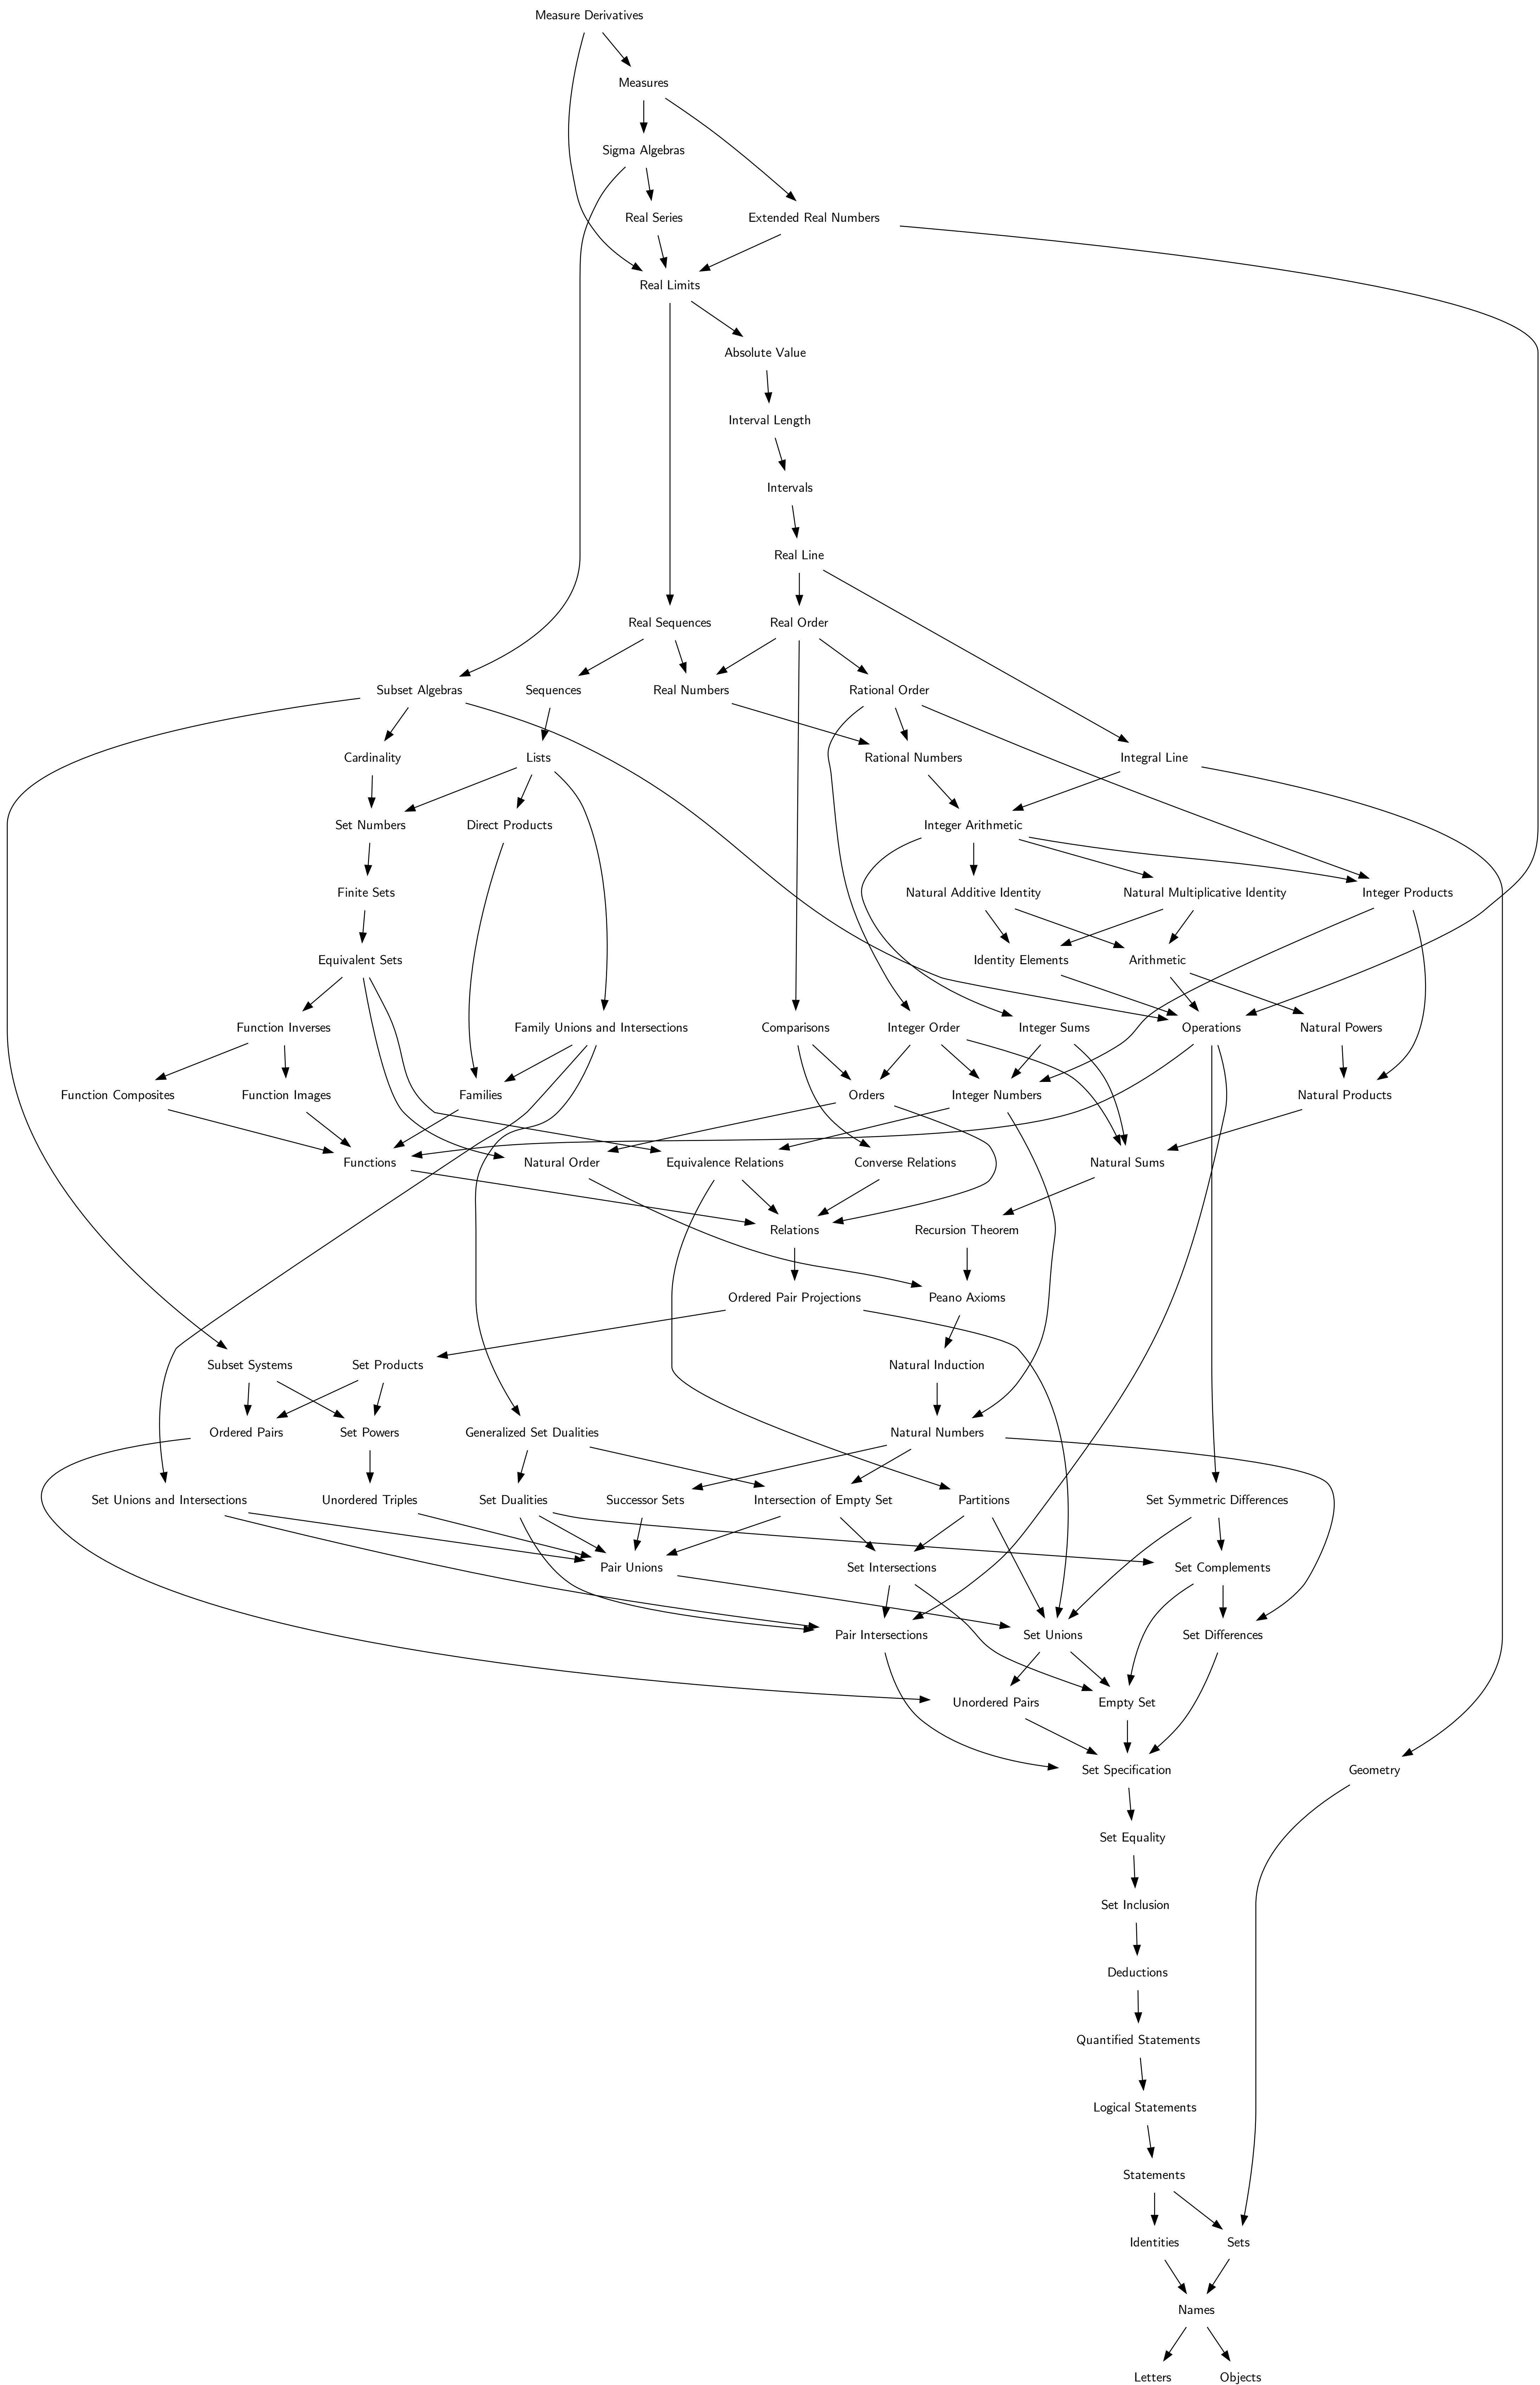 Measure Derivatives
Measures
Sigma Algebras
Real Series
Extended Real Numbers
Real Limits
Absolute Value
Interval Length
Intervals
Real Line
Real Sequences
Real Order
Subset Algebras
Sequences
Real Numbers
Rational Order
Cardinality
Lists
Rational Numbers
Integral Line
Set Numbers
Direct Products
Integer Arithmetic
Finite Sets
Natural Additive Identity
Natural Multiplicative Identity
Integer Products
Equivalent Sets
Identity Elements
Arithmetic
Function Inverses
Family Unions and Intersections
Comparisons
Integer Order
Integer Sums
Operations
Natural Powers
Function Composites
Function Images
Families
Orders
Integer Numbers
Natural Products
Functions
Natural Order
Equivalence Relations
Converse Relations
Natural Sums
Relations
Recursion Theorem
Ordered Pair Projections
Peano Axioms
Subset Systems
Set Products
Natural Induction
Ordered Pairs
Set Powers
Generalized Set Dualities
Natural Numbers
Set Unions and Intersections
Unordered Triples
Set Dualities
Successor Sets
Intersection of Empty Set
Partitions
Set Symmetric Differences
Pair Unions
Set Intersections
Set Complements
Pair Intersections
Set Unions
Set Differences
Unordered Pairs
Empty Set
Set Specification
Geometry
Set Equality
Set Inclusion
Deductions
Quantified Statements
Logical Statements
Statements
Identities
Sets
Names
Letters
Objects